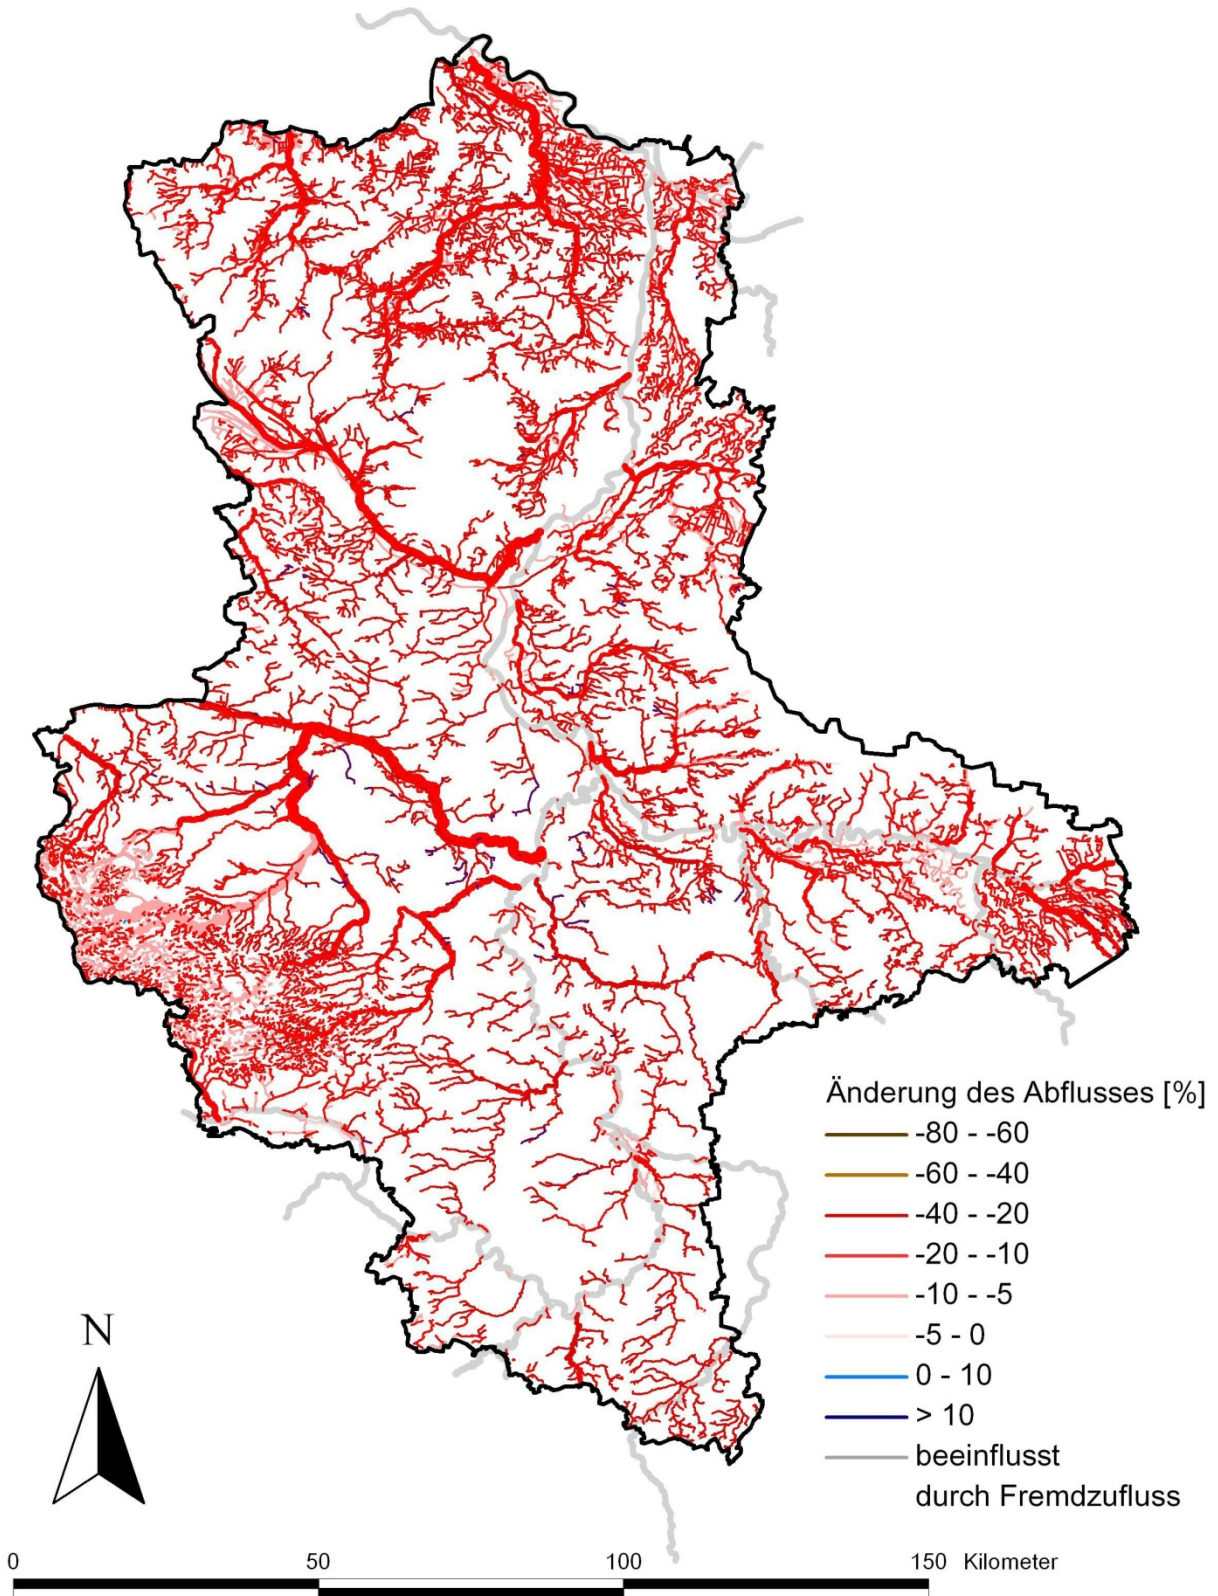 Änderung des Abflusses [%]
-80 - -60
-60 - -40
-40 - -20
-20 - -10
-10 - -5
-5 - 0
0 - 10
> 10
beeinflusst
durch Fremdzufluss
N
0 50 100 150 Kilometer